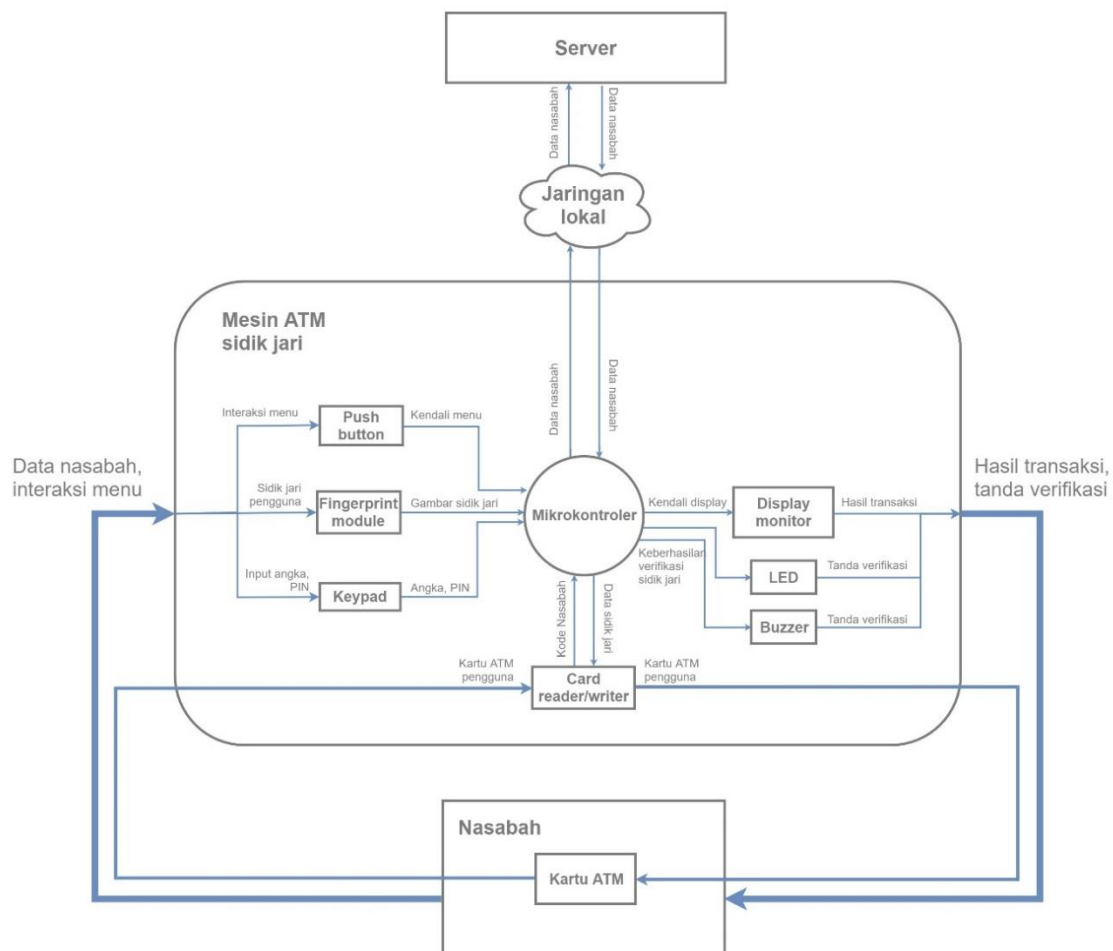 Server
Data nasabah
Data nasabah
Jaringan
lokal
Mesin ATM
sidik jari
Data nasabah
Data nasabah
Interaksi menu
Push
button
Kendali menu
Data nasabah,
interaksi menu
Sidik jari
pengguna
Fingerprint
module
Gambar sidik jari
Mikrokontroler
Kendali display
Display
monitor
Hasil transaksi
Hasil transaksi,
tanda verifikasi
Keberhasilan
verifikasi
sidik jari
LED
Tanda verifikasi
Input angka,
PIN
Keypad
Angka, PIN
Buzzer
Tanda verifikasi
Kode Nasabah
Data sidik jari
Kartu ATM
pengguna
Card
reader/writer
Kartu ATM
pengguna
Nasabah
Kartu ATM